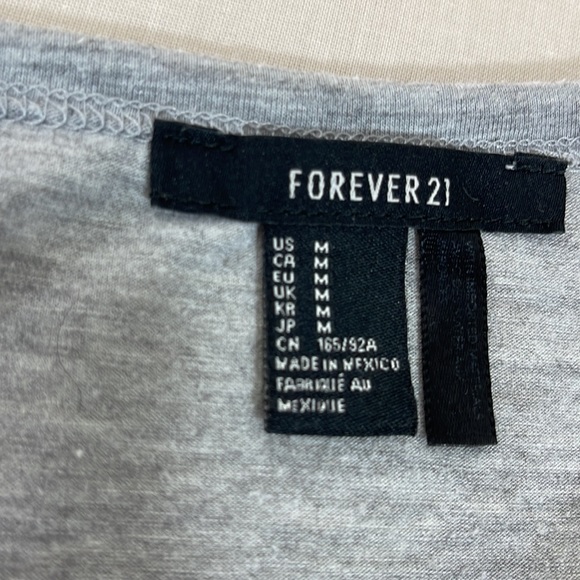 FOREVER 21
US M
CA M
EU M
UK M
KR M
JP M
CN 165/92A
MADE IN MEXICO
FABRIQUÉ AU
MEXIQUE